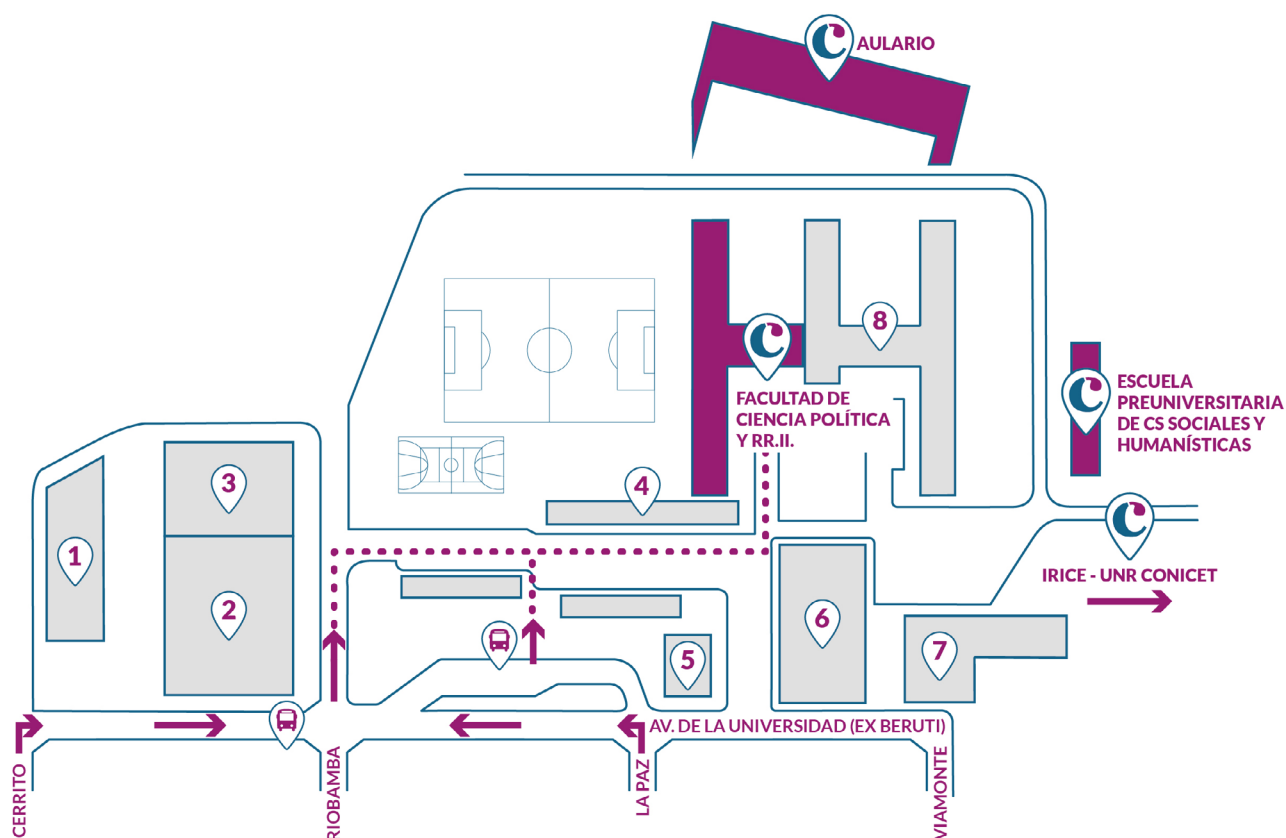 AULARIO
8
FACULTAD DE
CIENCIA POLÍTICA
Y RR.II.
ESCUELA
PREUNIVERSITARIA
DE CS SOCIALES Y
HUMANÍSTICAS
3
4
1
2
IRICE - UNR CONICET
6
5
7
AV. DE LA UNIVERSIDAD (EX BERUTI)
CERRITO
RIOBAMBA
LA PAZ
VIAMONTE